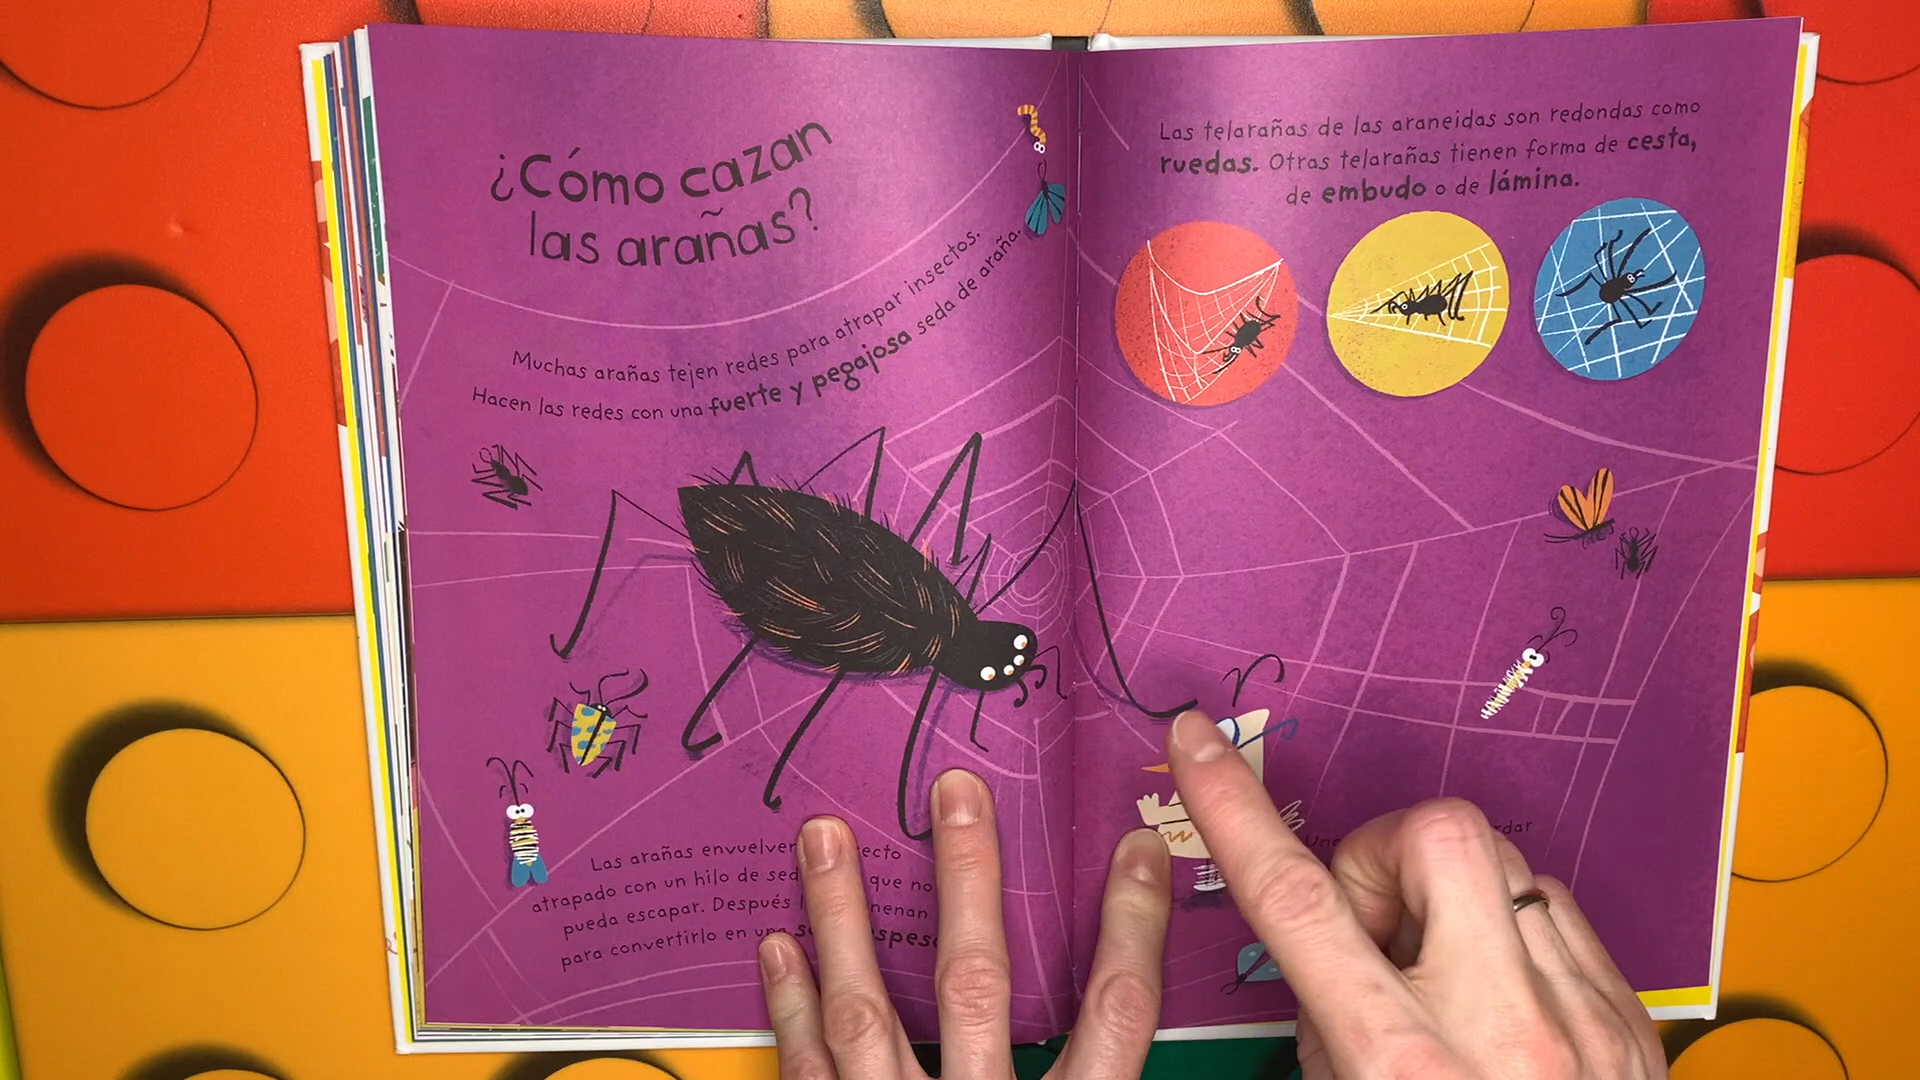 ¿Cómo cazan
las arañas?
Muchas arañas tejen redes para atrapar insectos.
Hacen las redes con una fuerte y pegajosa seda de araña.
Las arañas envuelven
atrapado con un hilo de que no
pueda escapar. Después
para convertirlo en una
Las telarañas de las araneidas son redondas como
ruedas. Otras telarañas tienen forma de cesta,
de embudo o de lámina.